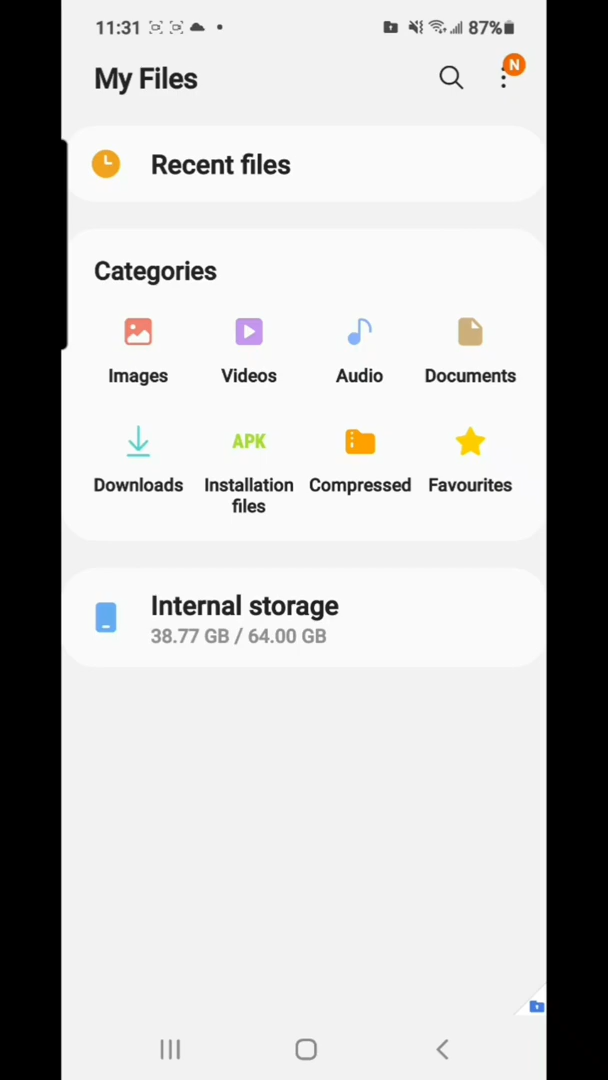 11:31 87%
My Files
N
Recent files
Categories
Images Videos Audio Documents
APK
Downloads Installation files Compressed Favourites
Internal storage
38.77 GB / 64.00 GB